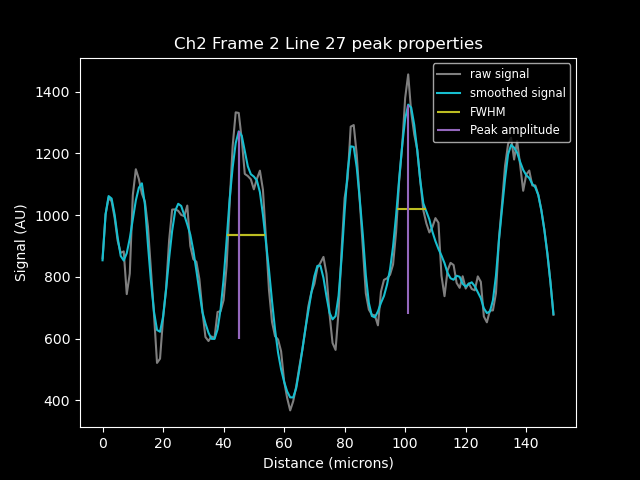 Ch2 Frame 2 Line 27 peak properties
raw signal
smoothed signal
FWHM
Peak amplitude
Signal (AU)
1400
1200
1000
800
600
400
0 20 40 60 80 100 120 140
Distance (microns)